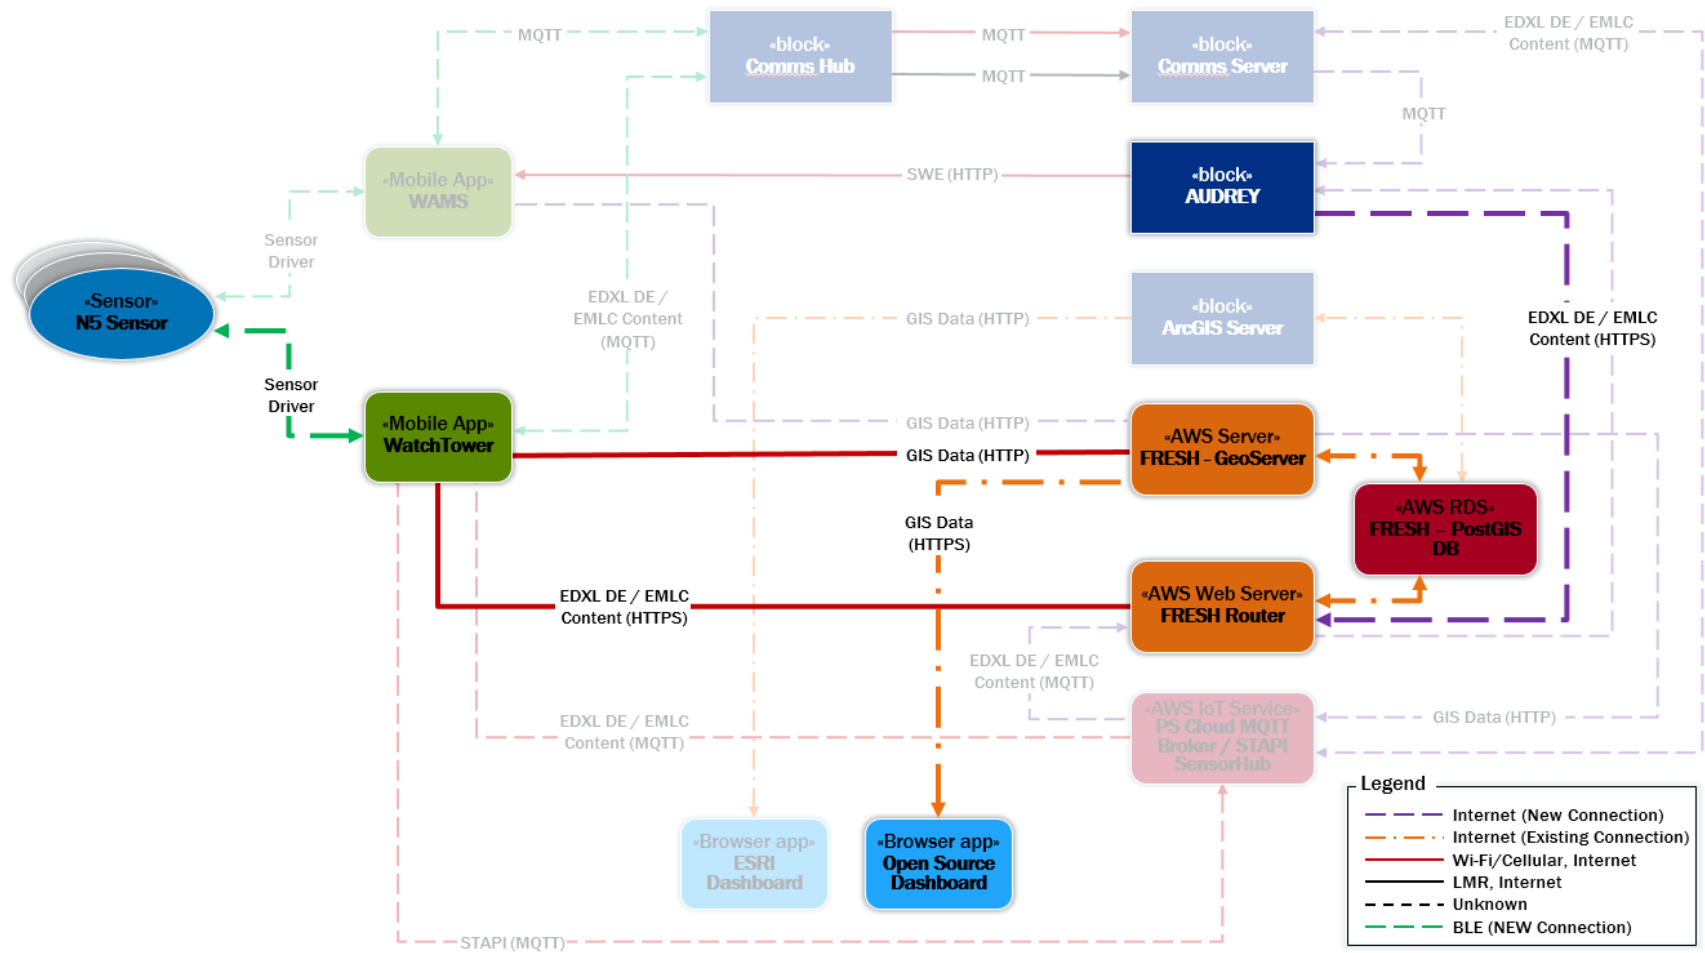 MQTT
«block»
Comms Hub
MQTT
MQTT
«block»
Comms Server
EDXL DE / EMLC
Content (MQTT)
MQTT
«Mobile App»
WAMS
SWE (HTTP)
«block»
AUDREY
Sensor
Driver
«Sensor»
N5 Sensor
EDXL DE /
EMLC Content
(MQTT)
GIS Data (HTTP)
«block»
ArcGIS Server
EDXL DE / EMLC
Content (HTTPS)
Sensor
Driver
«Mobile App»
WatchTower
GIS Data (HTTP)
GIS Data (HTTP)
«AWS Server»
FRESH - GeoServer
GIS Data
(HTTPS)
«AWS RDS»
FRESH – PostGIS
DB
EDXL DE / EMLC
Content (HTTPS)
«AWS Web Server»
FRESH Router
EDXL DE / EMLC
Content (MQTT)
EDXL DE / EMLC
Content (MQTT)
«AWS IoT Service»
PS Cloud MQTT
Broker / STAPI
SensorHub
GIS Data (HTTP)
«Browser app»
ESRI
Dashboard
«Browser app»
Open Source
Dashboard
STAPI (MQTT)
Legend
Internet (New Connection)
Internet (Existing Connection)
Wi-Fi/Cellular, Internet
LMR, Internet
Unknown
BLE (NEW Connection)